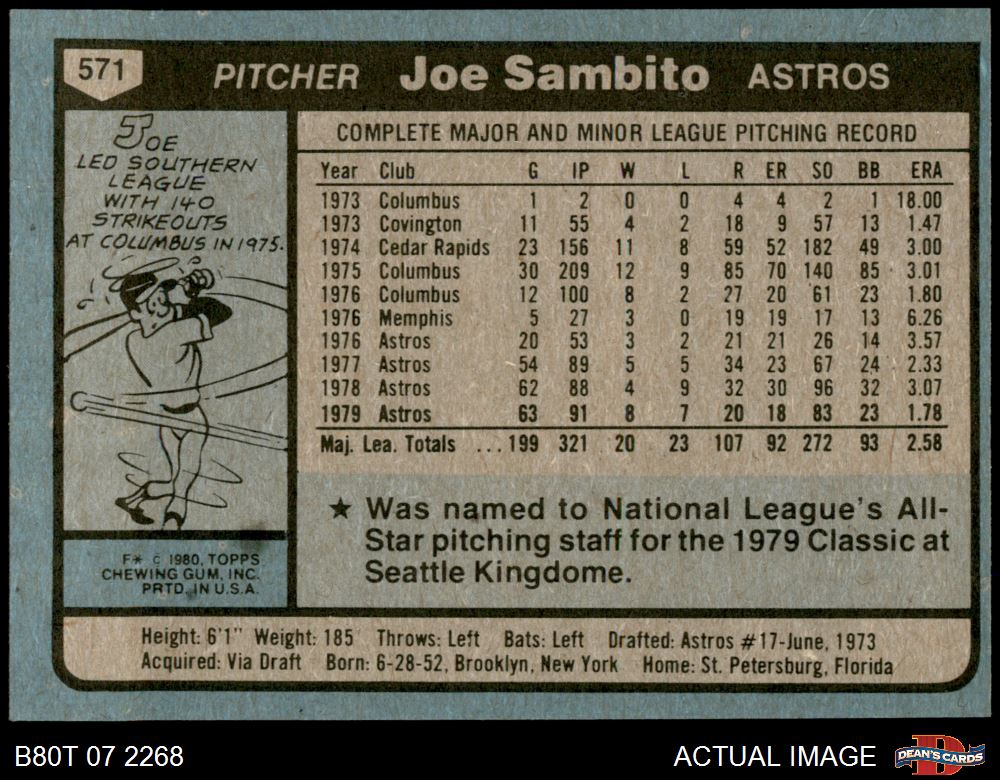 571 PITCHER Joe Sambito ASTROS
JOE
LED SOUTHERN
LEAGUE
WITH 140
STRIKEOUTS
AT COLUMBUS IN 1975.
COMPLETE MAJOR AND MINOR LEAGUE PITCHING RECORD
Year Club G IP W L R ER SO BB ERA
1973 Columbus 1 2 0 0 4 4 2 1 18.00
1973 Covington 11 55 4 2 18 9 57 13 1.47
1974 Cedar Rapids 23 156 11 8 59 52 182 49 3.00
1975 Columbus 30 209 12 9 85 70 140 85 3.01
1976 Columbus 12 100 8 2 27 20 61 23 1.80
1976 Memphis 5 27 3 0 19 19 17 13 6.26
1976 Astros 20 53 3 2 21 21 26 14 3.57
1977 Astros 54 89 5 5 34 23 67 24 2.33
1978 Astros 62 88 4 9 32 30 96 32 3.07
1979 Astros 63 91 8 7 20 18 83 23 1.78
Maj. Lea. Totals ... 199 321 20 23 107 92 272 93 2.58
★ Was named to National League's All-
Star pitching staff for the 1979 Classic at
Seattle Kingdome.
F* © 1980, TOPPS
CHEWING GUM, INC.
PRTD. IN U.S.A.
Height: 6'1" Weight: 185 Throws: Left Bats: Left Drafted: Astros #17-June, 1973
Acquired: Via Draft Born: 6-28-52, Brooklyn, New York Home: St. Petersburg, Florida
B80T 07 2268 ACTUAL IMAGE DEAN'S CARDS